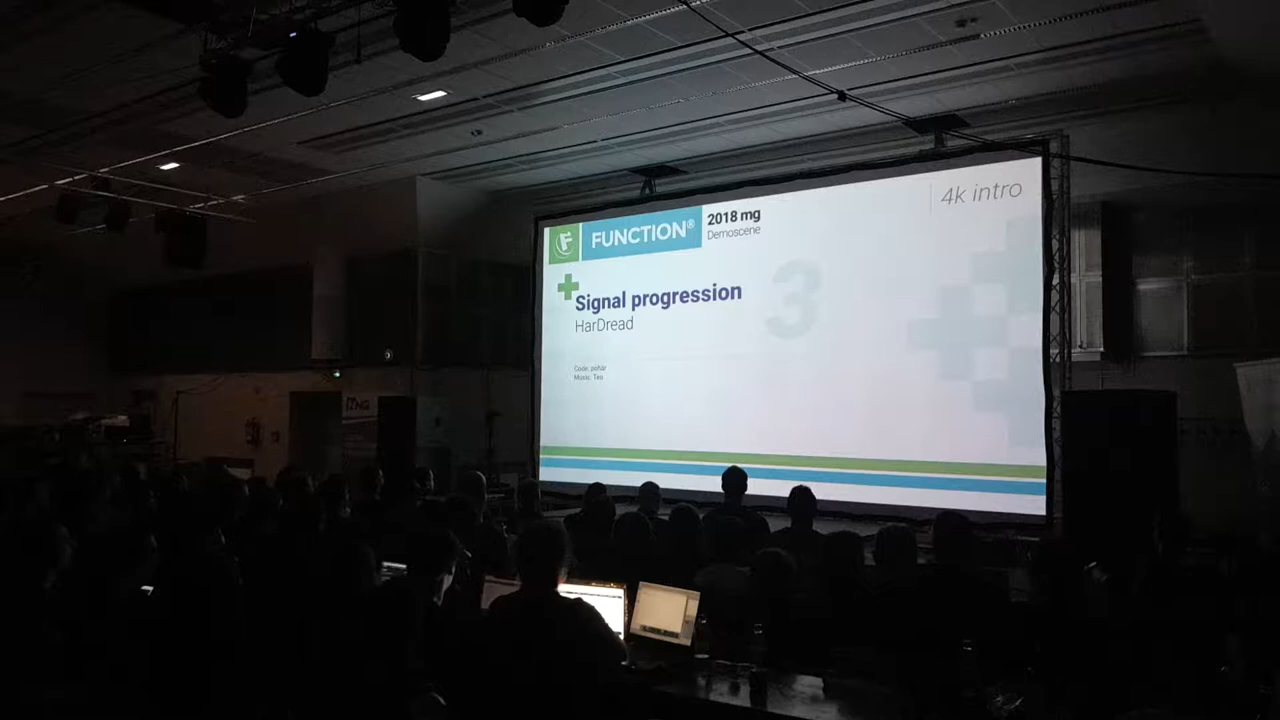 FUNCTION®
2018 mg
Demoscene
4k intro
Signal progression
HarDread
3
Code: pohar
Music: Teo